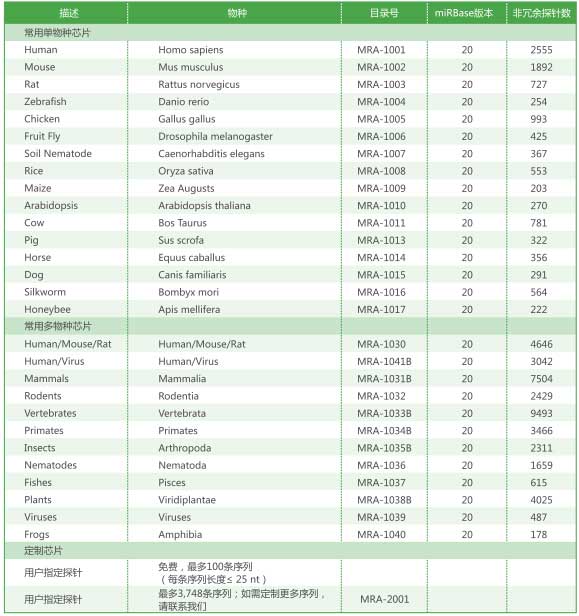 描述 物种 目录号 miRBase版本 非冗余探针数
常用单物种芯片
Human Homo sapiens MRA-1001 20 2555
Mouse Mus musculus MRA-1002 20 1892
Rat Rattus norvegicus MRA-1003 20 727
Zebrafish Danio rerio MRA-1004 20 254
Chicken Gallus gallus MRA-1005 20 993
Fruit Fly Drosophila melanogaster MRA-1006 20 425
Soil Nematode Caenorhabditis elegans MRA-1007 20 367
Rice Oryza sativa MRA-1008 20 553
Maize Zea Augusts MRA-1009 20 203
Arabidopsis Arabidopsis thaliana MRA-1010 20 270
Cow Bos Taurus MRA-1011 20 781
Pig Sus scrofa MRA-1013 20 322
Horse Equus caballus MRA-1014 20 356
Dog Canis familiaris MRA-1015 20 291
Silkworm Bombyx mori MRA-1016 20 564
Honeybee Apis mellifera MRA-1017 20 222
常用多物种芯片
Human/Mouse/Rat Human/Mouse/Rat MRA-1030 20 4646
Human/Virus Human/Virus MRA-1041B 20 3042
Mammals Mammalia MRA-1031B 20 7504
Rodents Rodentia MRA-1032 20 2429
Vertebrates Vertebrata MRA-1033B 20 9493
Primates Primates MRA-1034B 20 3466
Insects Arthropoda MRA-1035B 20 2311
Nematodes Nematoda MRA-1036 20 1659
Fishes Pisces MRA-1037 20 615
Plants Viridiplantae MRA-1038B 20 4025
Viruses Viruses MRA-1039 20 487
Frogs Amphibia MRA-1040 20 178
定制芯片
用户指定探针 免费，最多100条序列
（每条序列长度≤ 25 nt）
用户指定探针 最多3,748条序列；如需定制更多序列， MRA-2001
请联系我们